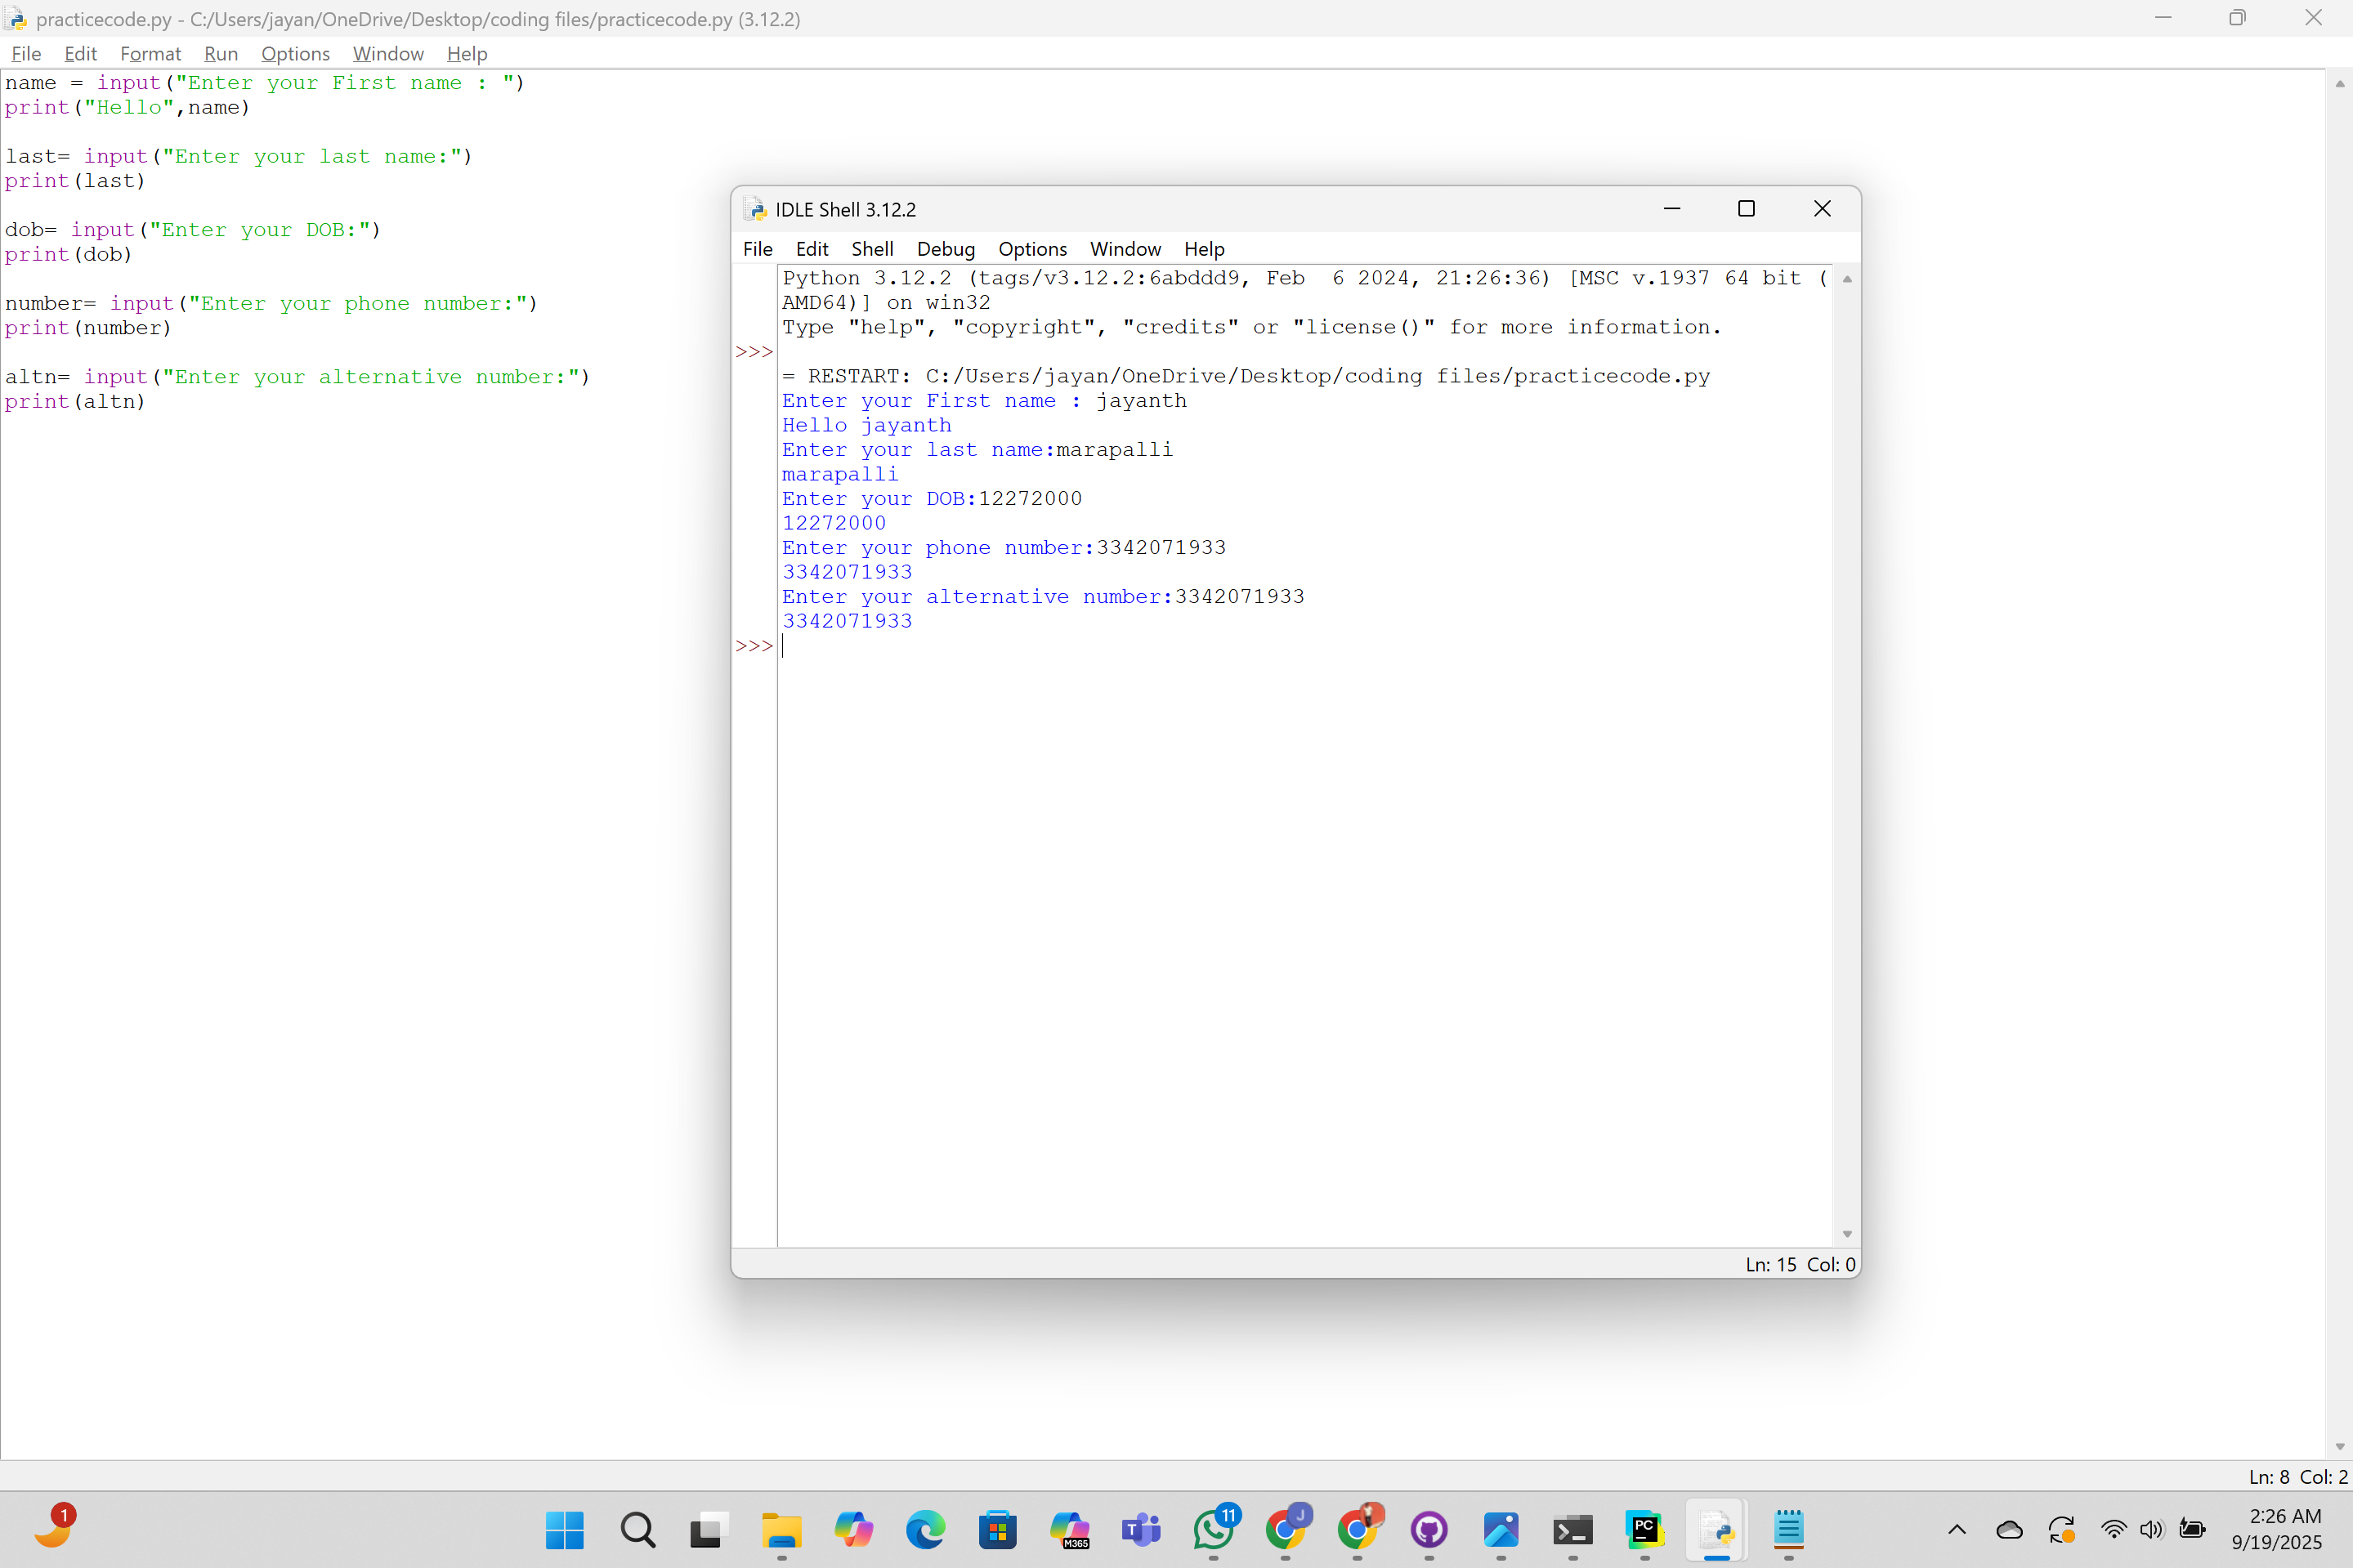 practicecode.py - C:/Users/jayan/OneDrive/Desktop/coding files/practicecode.py (3.12.2)
File Edit Format Run Options Window Help
name = input("Enter your First name : ")
print("Hello",name)
last= input("Enter your last name:")
print(last)
dob= input("Enter your DOB:")
print(dob)
number= input("Enter your phone number:")
print(number)
altn= input("Enter your alternative number:")
print(altn)
IDLE Shell 3.12.2
File Edit Shell Debug Options Window Help
Python 3.12.2 (tags/v3.12.2:6abddd9, Feb  6 2024, 21:26:36) [MSC v.1937 64 bit (
AMD64)] on win32
Type "help", "copyright", "credits" or "license()" for more information.
>>>
= RESTART: C:/Users/jayan/OneDrive/Desktop/coding files/practicecode.py
Enter your First name : jayanth
Hello jayanth
Enter your last name:marapalli
marapalli
Enter your DOB:12272000
12272000
Enter your phone number:3342071933
3342071933
Enter your alternative number:3342071933
3342071933
>>>
Ln: 15 Col: 0
Ln: 8 Col: 2
1
M365
T
11
J
PC
2:26 AM
9/19/2025